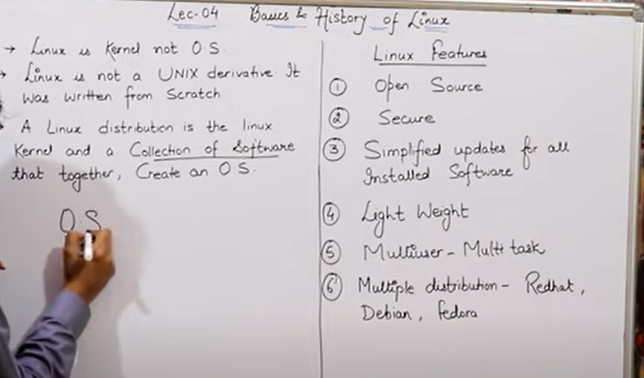 Lec-04 Basics & History of Linux
→ Linux is Kernel not O S.
→ Linux is not a UNIX derivative. It
was written from Scratch
A Linux distribution is the linux
Kernel and a Collection of Software
that together, Create an O S.
O.S
Linux Features
① Open Source
② Secure
③ Simplified updates for all
Installed Software
④ Light Weight
⑤ Multiuser - Multi task
⑥ Multiple distribution - Redhat,
Debian, fedora